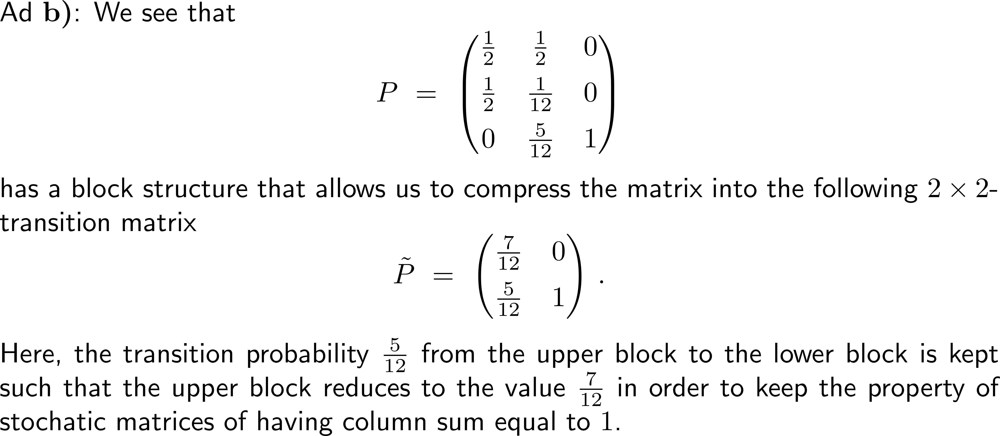 Ad b): We see that
P = \begin{pmatrix} \frac{1}{2} & \frac{1}{2} & 0 \\ \frac{1}{2} & \frac{1}{12} & 0 \\ 0 & \frac{5}{12} & 1 \end{pmatrix}
has a block structure that allows us to compress the matrix into the following 2 × 2-
transition matrix
\tilde{P} = \begin{pmatrix} \frac{7}{12} & 0 \\ \frac{5}{12} & 1 \end{pmatrix} .
Here, the transition probability \frac{5}{12} from the upper block to the lower block is kept
such that the upper block reduces to the value \frac{7}{12} in order to keep the property of
stochatic matrices of having column sum equal to 1.